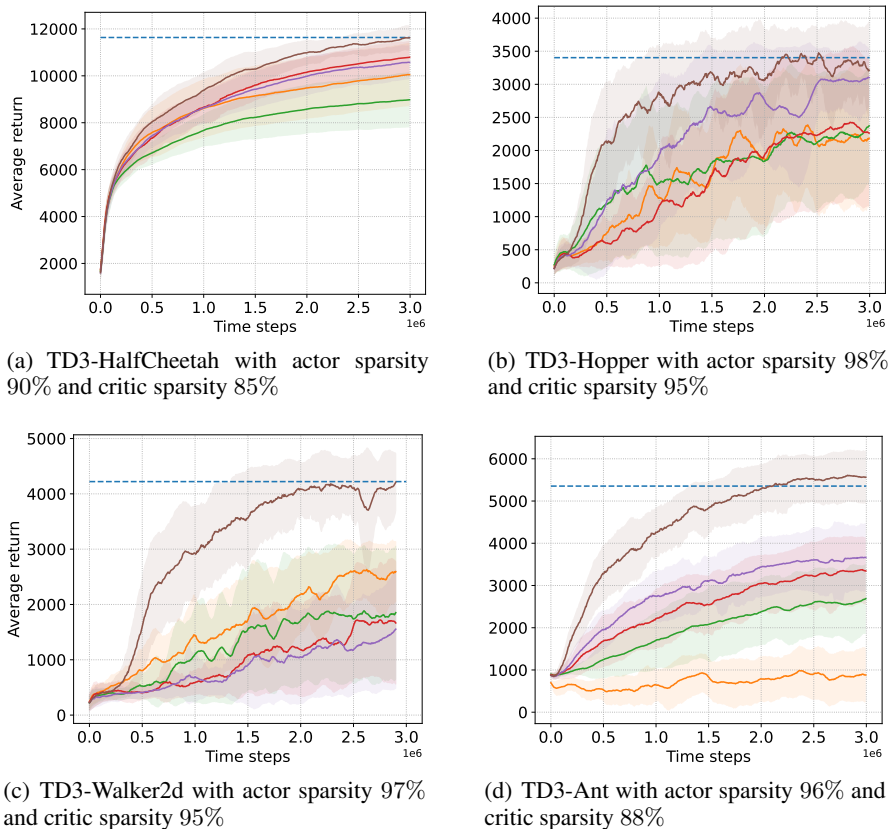 12000
10000
8000
6000
4000
2000
Average return
0.0 0.5 1.0 1.5 2.0 2.5 3.0
Time steps
1e6
(a) TD3-HalfCheetah with actor sparsity
90% and critic sparsity 85%
4000
3500
3000
2500
2000
1500
1000
500
0
0.0 0.5 1.0 1.5 2.0 2.5 3.0
Time steps
1e6
(b) TD3-Hopper with actor sparsity 98%
and critic sparsity 95%
5000
4000
3000
2000
1000
0
Average return
0.0 0.5 1.0 1.5 2.0 2.5 3.0
Time steps
1e6
(c) TD3-Walker2d with actor sparsity 97%
and critic sparsity 95%
6000
5000
4000
3000
2000
1000
0
0.0 0.5 1.0 1.5 2.0 2.5 3.0
Time steps
1e6
(d) TD3-Ant with actor sparsity 96% and
critic sparsity 88%